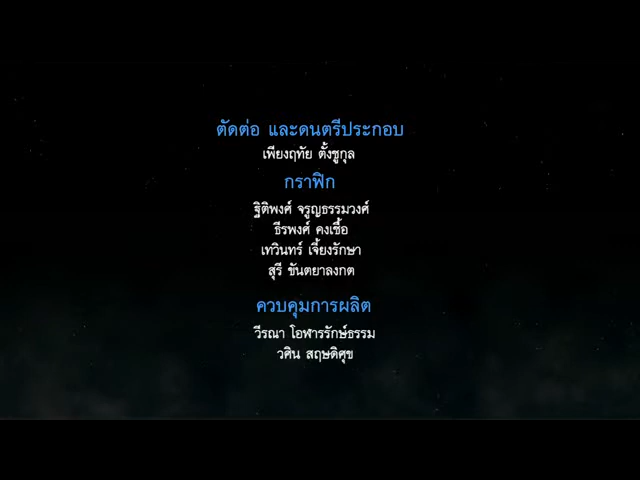 ตัดต่อ และดนตรีประกอบ
เพียงฤทัย ตั้งชูกุล
กราฟิก
ฐิติพงศ์ จรูญธรรมวงศ์
ธีรพงศ์ คงเชื้อ
เทวินทร์ เจี้ยงรักษา
สุรี ขันตยาลงกต
ควบคุมการผลิต
วีรณา โอฬารรักษ์ธรรม
วศิน สฤษดิศุข